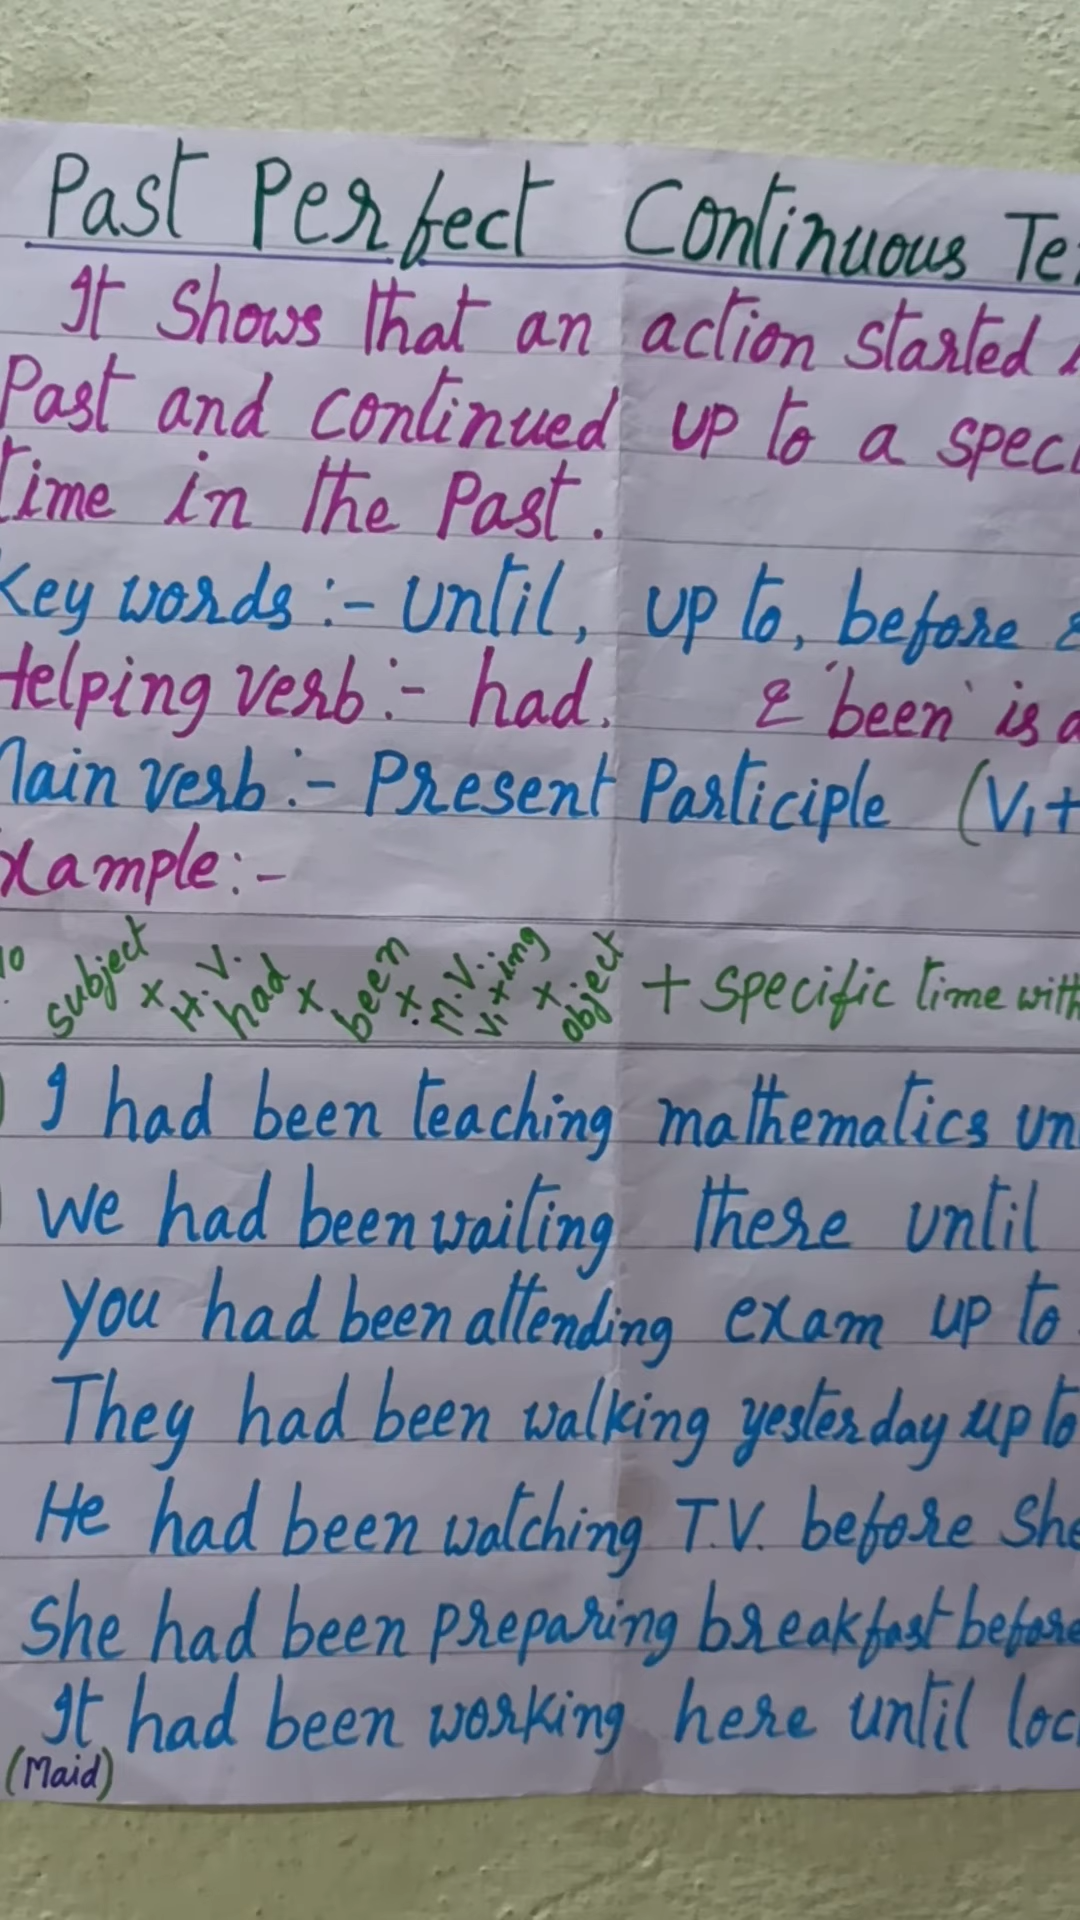 Past Perfect Continuous Te
It shows that an action started
Past and continued up to a speci
time in the Past.
Key words :- until, up to, before &
Helping verb :- had. & 'been' is a
Main verb :- Present Participle (V1+
Example:-
10 subject x H.V. had x been x M.V. V1 x ing x object + specific time with
I had been teaching mathematics un
We had been waiting there until
you had been attending exam up to
They had been walking yesterday up to
He had been watching T.V. before She
She had been preparing breakfast before
It had been working here until loc
(Maid)